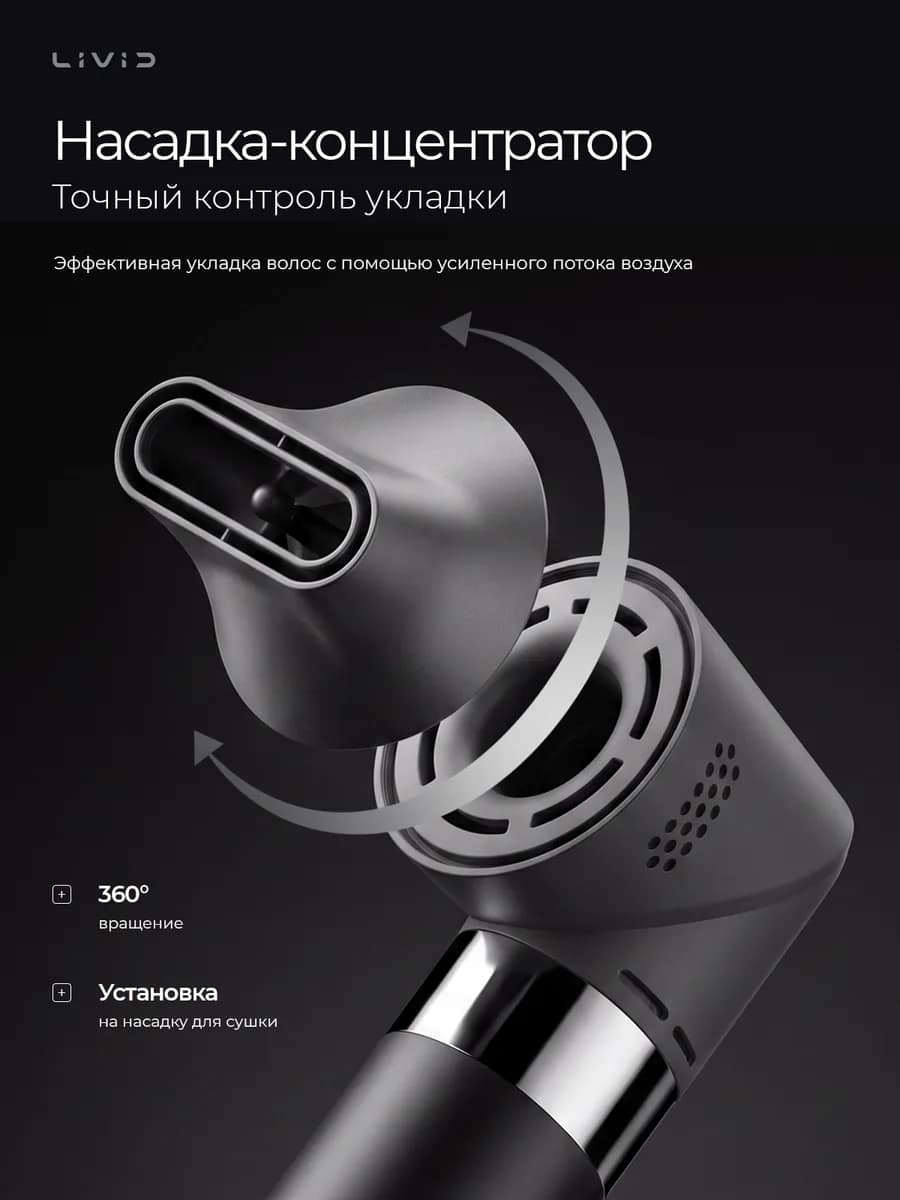 LIVID
Насадка-концентратор
Точный контроль укладки
Эффективная укладка волос с помощью усиленного потока воздуха
360°
вращение
Установка
на насадку для сушки